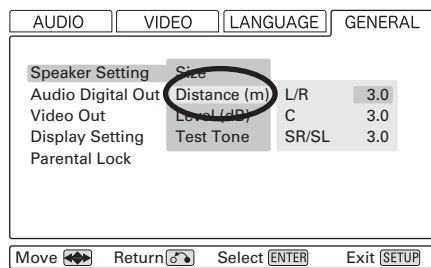 AUDIO VIDEO LANGUAGE GENERAL
Speaker Setting Size
Audio Digital Out Distance (m) L/R 3.0
Video Out Level (dB) C 3.0
Display Setting Test Tone SR/SL 3.0
Parental Lock
Move Return Select ENTER Exit SETUP